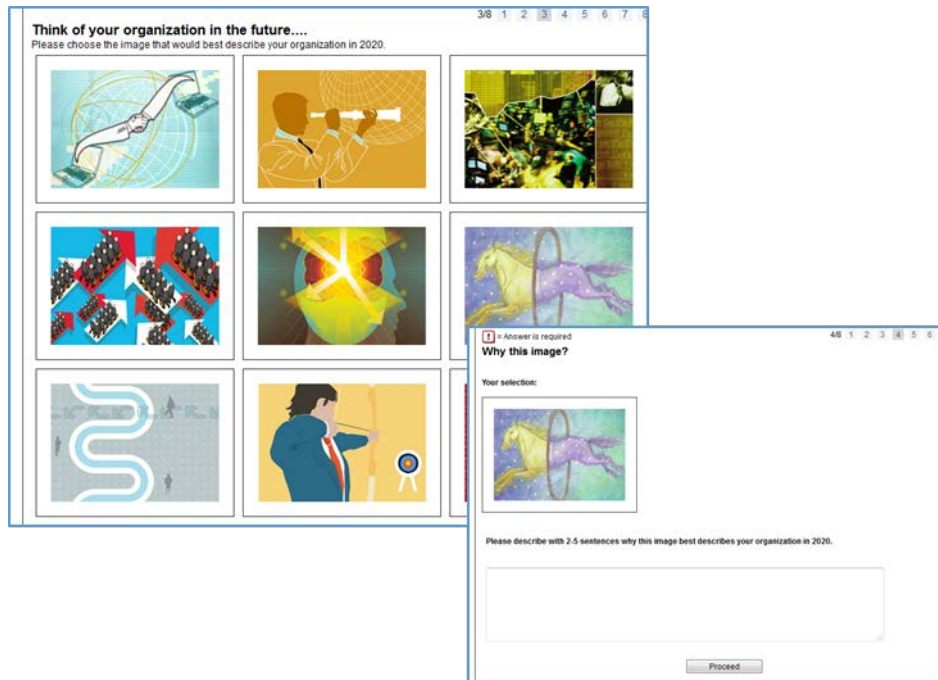 3/8 1 2 3 4 5 6 7 8
Think of your organization in the future....
Please choose the image that would best describe your organization in 2020.
! = Answer is required
4/8 1 2 3 4 5 6
Why this image?
Your selection:
Please describe with 2-5 sentences why this image best describes your organization in 2020.
Proceed